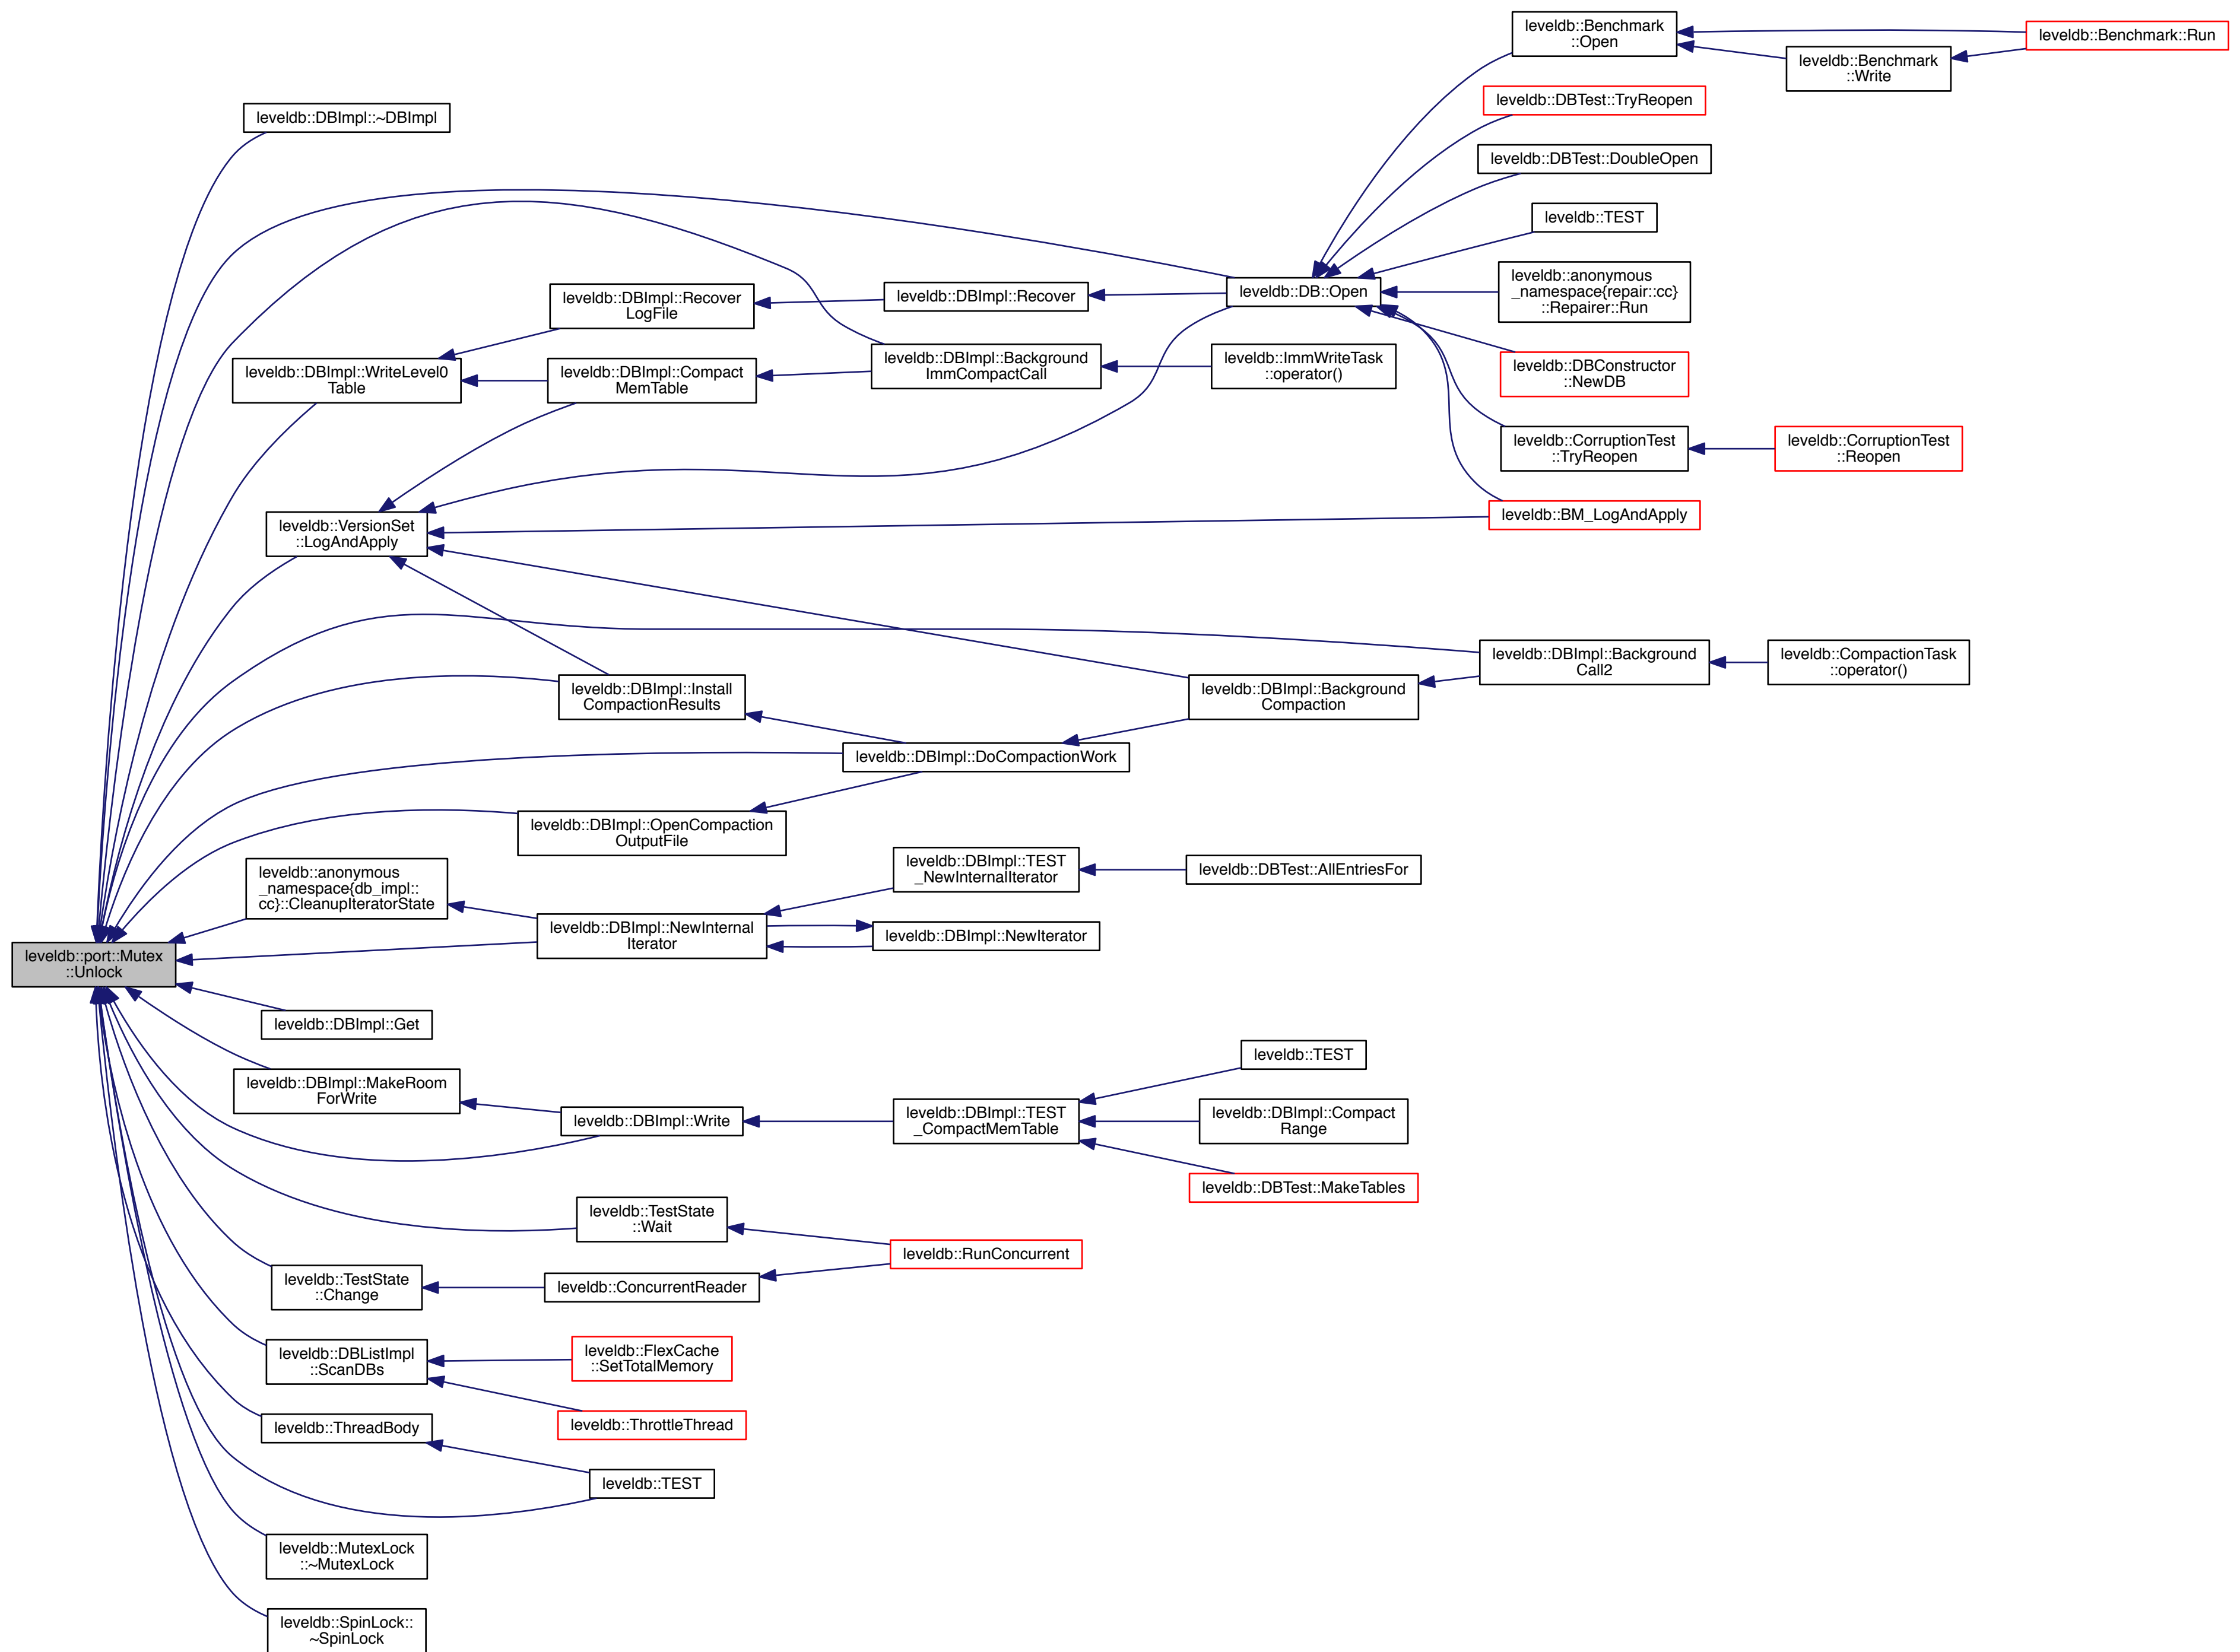 leveldb::Benchmark
::Open
leveldb::Benchmark::Run
leveldb::Benchmark
::Write
leveldb::DBTest::TryReopen
leveldb::DBImpl::~DBImpl
leveldb::DBTest::DoubleOpen
leveldb::TEST
leveldb::anonymous
_namespace{repair::cc}
::Repairer::Run
leveldb::DB::Open
leveldb::DBImpl::Recover
leveldb::DBImpl::Recover
LogFile
leveldb::DBImpl::WriteLevel0
Table
leveldb::DBImpl::Compact
MemTable
leveldb::DBImpl::Background
ImmCompactCall
leveldb::ImmWriteTask
::operator()
leveldb::DBConstructor
::NewDB
leveldb::CorruptionTest
::TryReopen
leveldb::CorruptionTest
::Reopen
leveldb::VersionSet
::LogAndApply
leveldb::BM_LogAndApply
leveldb::DBImpl::Background
Call2
leveldb::CompactionTask
::operator()
leveldb::DBImpl::Install
CompactionResults
leveldb::DBImpl::Background
Compaction
leveldb::DBImpl::DoCompactionWork
leveldb::DBImpl::OpenCompaction
OutputFile
leveldb::anonymous
_namespace{db_impl::
cc}::CleanupIteratorState
leveldb::DBImpl::TEST
_NewInternalIterator
leveldb::DBTest::AllEntriesFor
leveldb::DBImpl::NewInternal
Iterator
leveldb::DBImpl::NewIterator
leveldb::port::Mutex
::Unlock
leveldb::DBImpl::Get
leveldb::DBImpl::MakeRoom
ForWrite
leveldb::DBImpl::Write
leveldb::DBImpl::TEST
_CompactMemTable
leveldb::TEST
leveldb::DBImpl::Compact
Range
leveldb::DBTest::MakeTables
leveldb::TestState
::Wait
leveldb::RunConcurrent
leveldb::TestState
::Change
leveldb::ConcurrentReader
leveldb::DBListImpl
::ScanDBs
leveldb::FlexCache
::SetTotalMemory
leveldb::ThrottleThread
leveldb::ThreadBody
leveldb::TEST
leveldb::MutexLock
::~MutexLock
leveldb::SpinLock::
~SpinLock